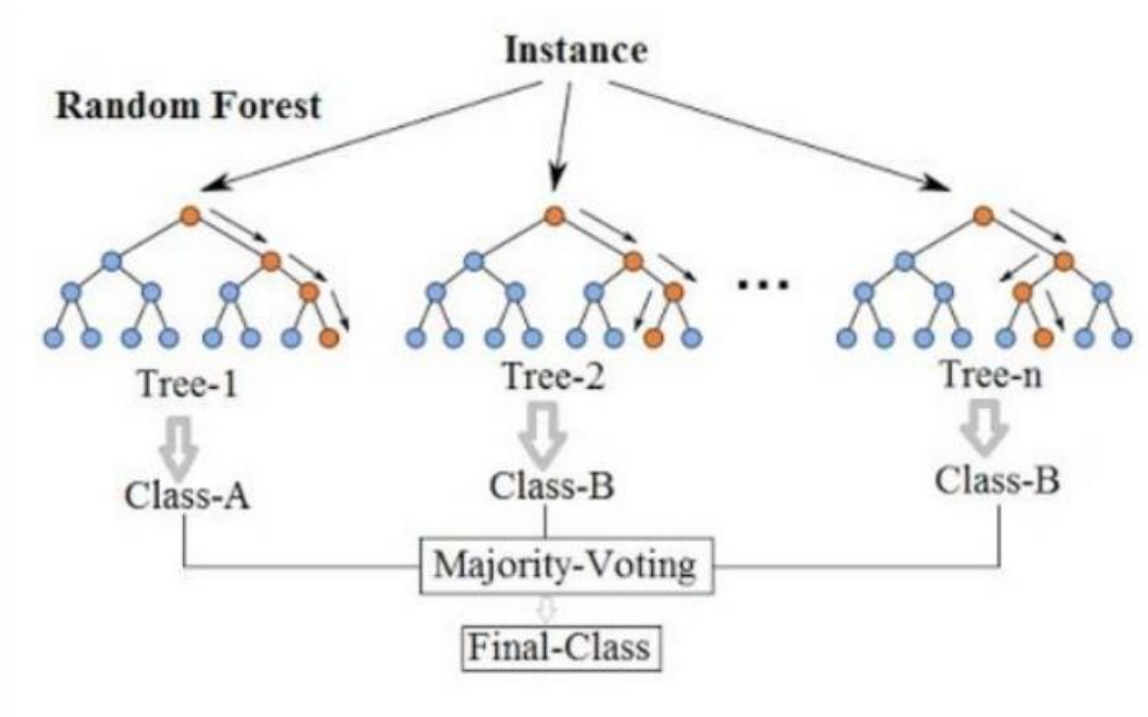 Instance
Random Forest
...
Tree-1
Tree-2
Tree-n
Class-A
Class-B
Class-B
Majority-Voting
Final-Class